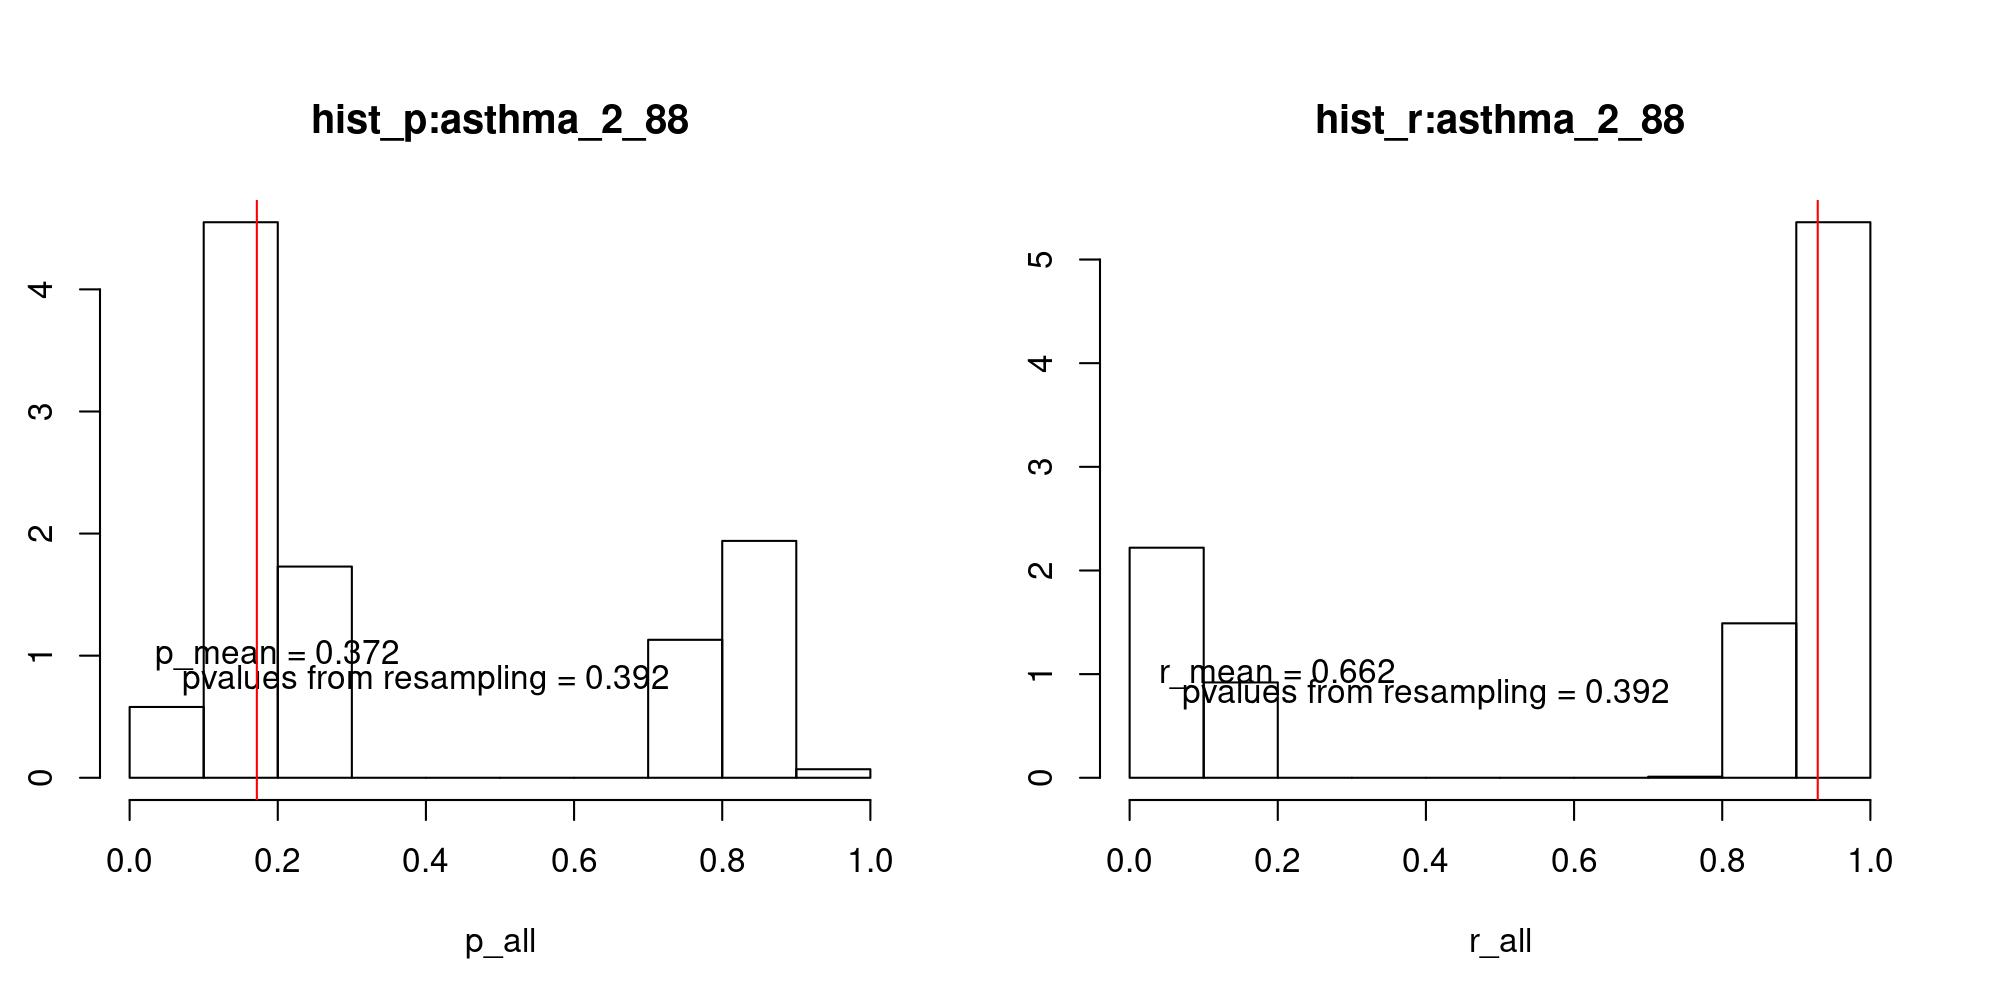 hist_p:asthma_2_88
4
3
2
1
0
p_mean = 0.372
pvalues from resampling = 0.392
0.0 0.2 0.4 0.6 0.8 1.0
p_all
hist_r:asthma_2_88
5
4
3
2
1
0
r_mean = 0.662
pvalues from resampling = 0.392
0.0 0.2 0.4 0.6 0.8 1.0
r_all